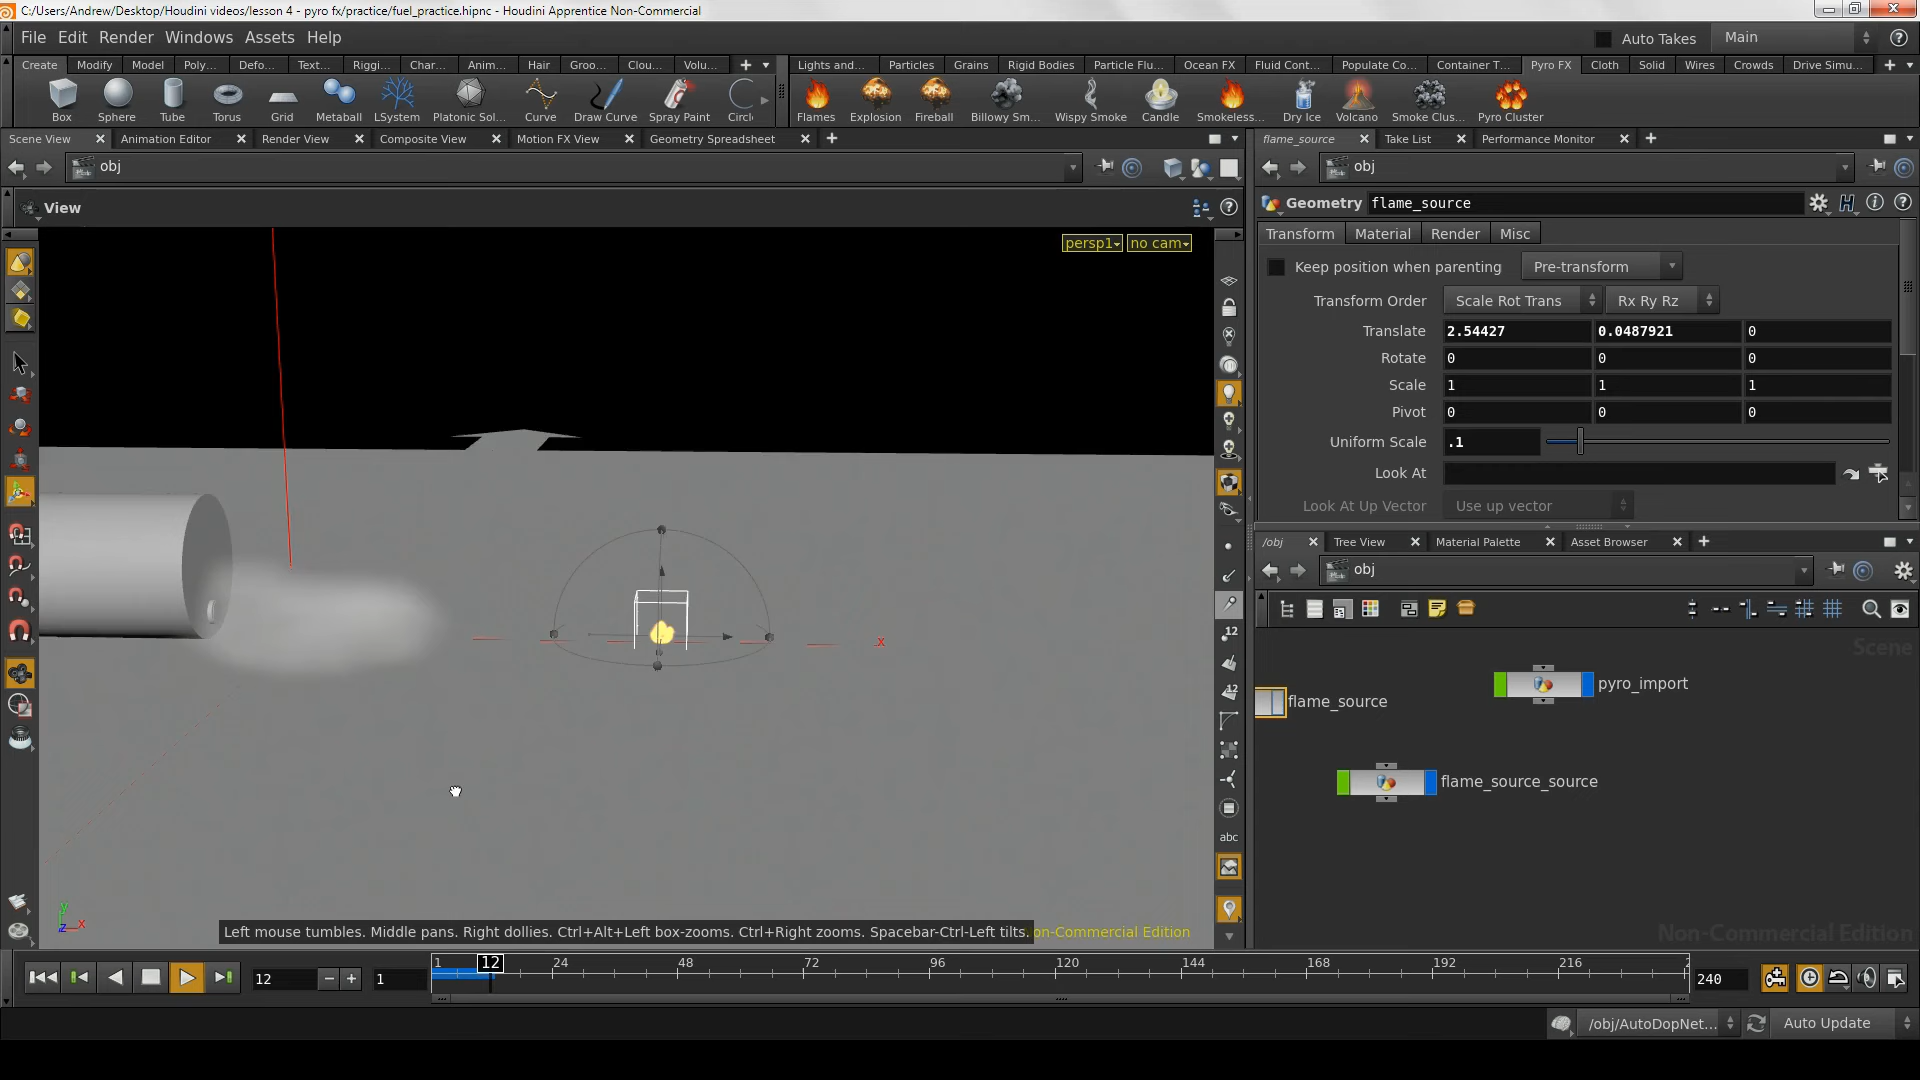 C:/Users/Andrew/Desktop/Houdini videos/lesson 4 - pyro fx/practice/fuel_practice.hipnc - Houdini Apprentice Non-Commercial
File Edit Render Windows Assets Help
Auto Takes Main
Create Modify Model Poly... Defo... Text... Riggi... Char... Anim... Hair Groo... Clou... Volu...
Lights and... Particles Grains Rigid Bodies Particle Flu... Ocean FX Fluid Cont... Populate Co... Container T... Pyro FX Cloth Solid Wires Crowds Drive Simu...
Box Sphere Tube Torus Grid Metaball LSystem Platonic Sol... Curve Draw Curve Spray Paint Circl
Flames Explosion Fireball Billowy Sm... Wispy Smoke Candle Smokeless... Dry Ice Volcano Smoke Clus... Pyro Cluster
Scene View Animation Editor Render View Composite View Motion FX View Geometry Spreadsheet
flame_source Take List Performance Monitor
obj
obj
View
Geometry flame_source
Transform Material Render Misc
persp1 no cam
Keep position when parenting Pre-transform
Transform Order Scale Rot Trans Rx Ry Rz
Translate 2.54427 0.0487921 0
Rotate 0 0 0
Scale 1 1 1
Pivot 0 0 0
Uniform Scale .1
Look At
Look At Up Vector Use up vector
/obj Tree View Material Palette Asset Browser
obj
12
12
abc
x
Scene
pyro_import
flame_source
flame_source_source
y
z x
Left mouse tumbles. Middle pans. Right dollies. Ctrl+Alt+Left box-zooms. Ctrl+Right zooms. Spacebar-Ctrl-Left tilts.
on-Commercial Edition
Non-Commercial Edition
12 1
1 12 24 48 72 96 120 144 168 192 216 2
240
/obj/AutoDopNet... Auto Update